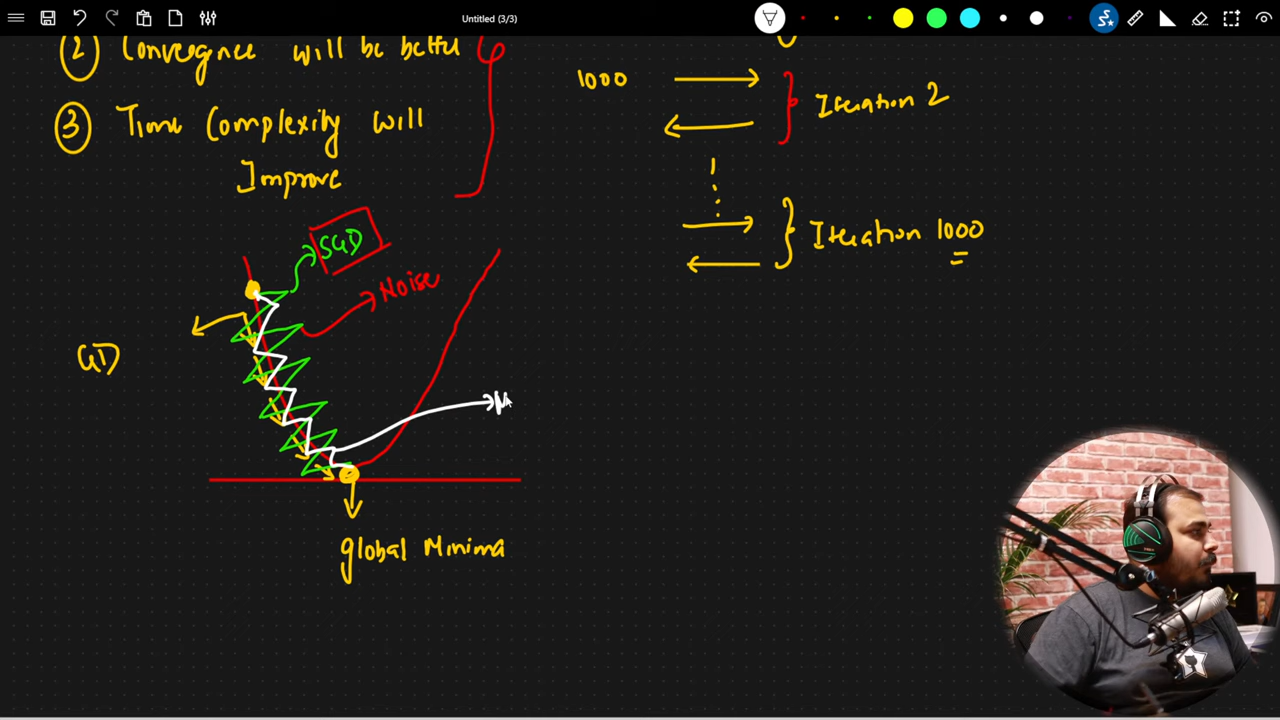 Untitled (3/3)
② Convergnce will be better
③ Time Complexity will
Improve
SGD
Noise
GD
global Minima
1000
Iteration 2
Iteration 1000